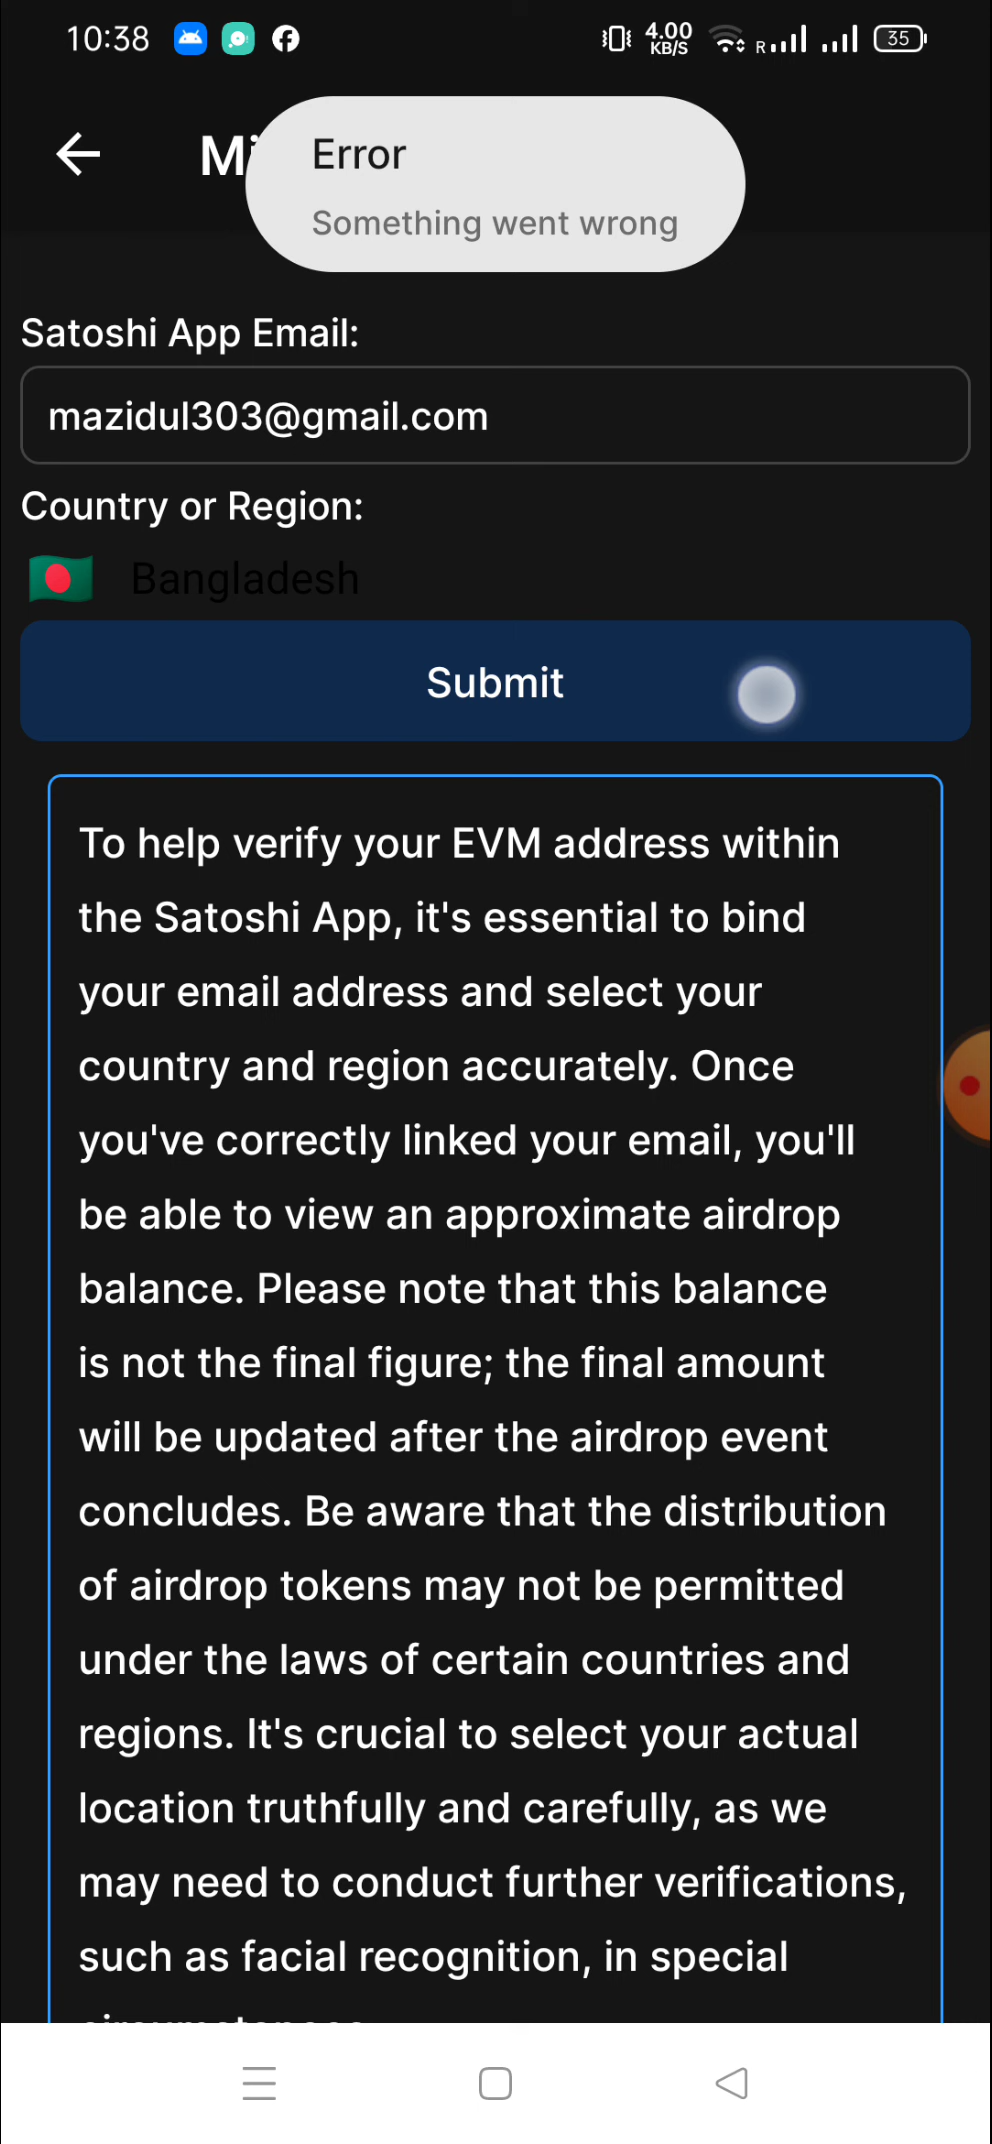 10:38
4.00
KB/S
R
35
Mi
Error
Something went wrong
Satoshi App Email:
mazidul303@gmail.com
Country or Region:
Bangladesh
Submit
To help verify your EVM address within
the Satoshi App, it's essential to bind
your email address and select your
country and region accurately. Once
you've correctly linked your email, you'll
be able to view an approximate airdrop
balance. Please note that this balance
is not the final figure; the final amount
will be updated after the airdrop event
concludes. Be aware that the distribution
of airdrop tokens may not be permitted
under the laws of certain countries and
regions. It's crucial to select your actual
location truthfully and carefully, as we
may need to conduct further verifications,
such as facial recognition, in special